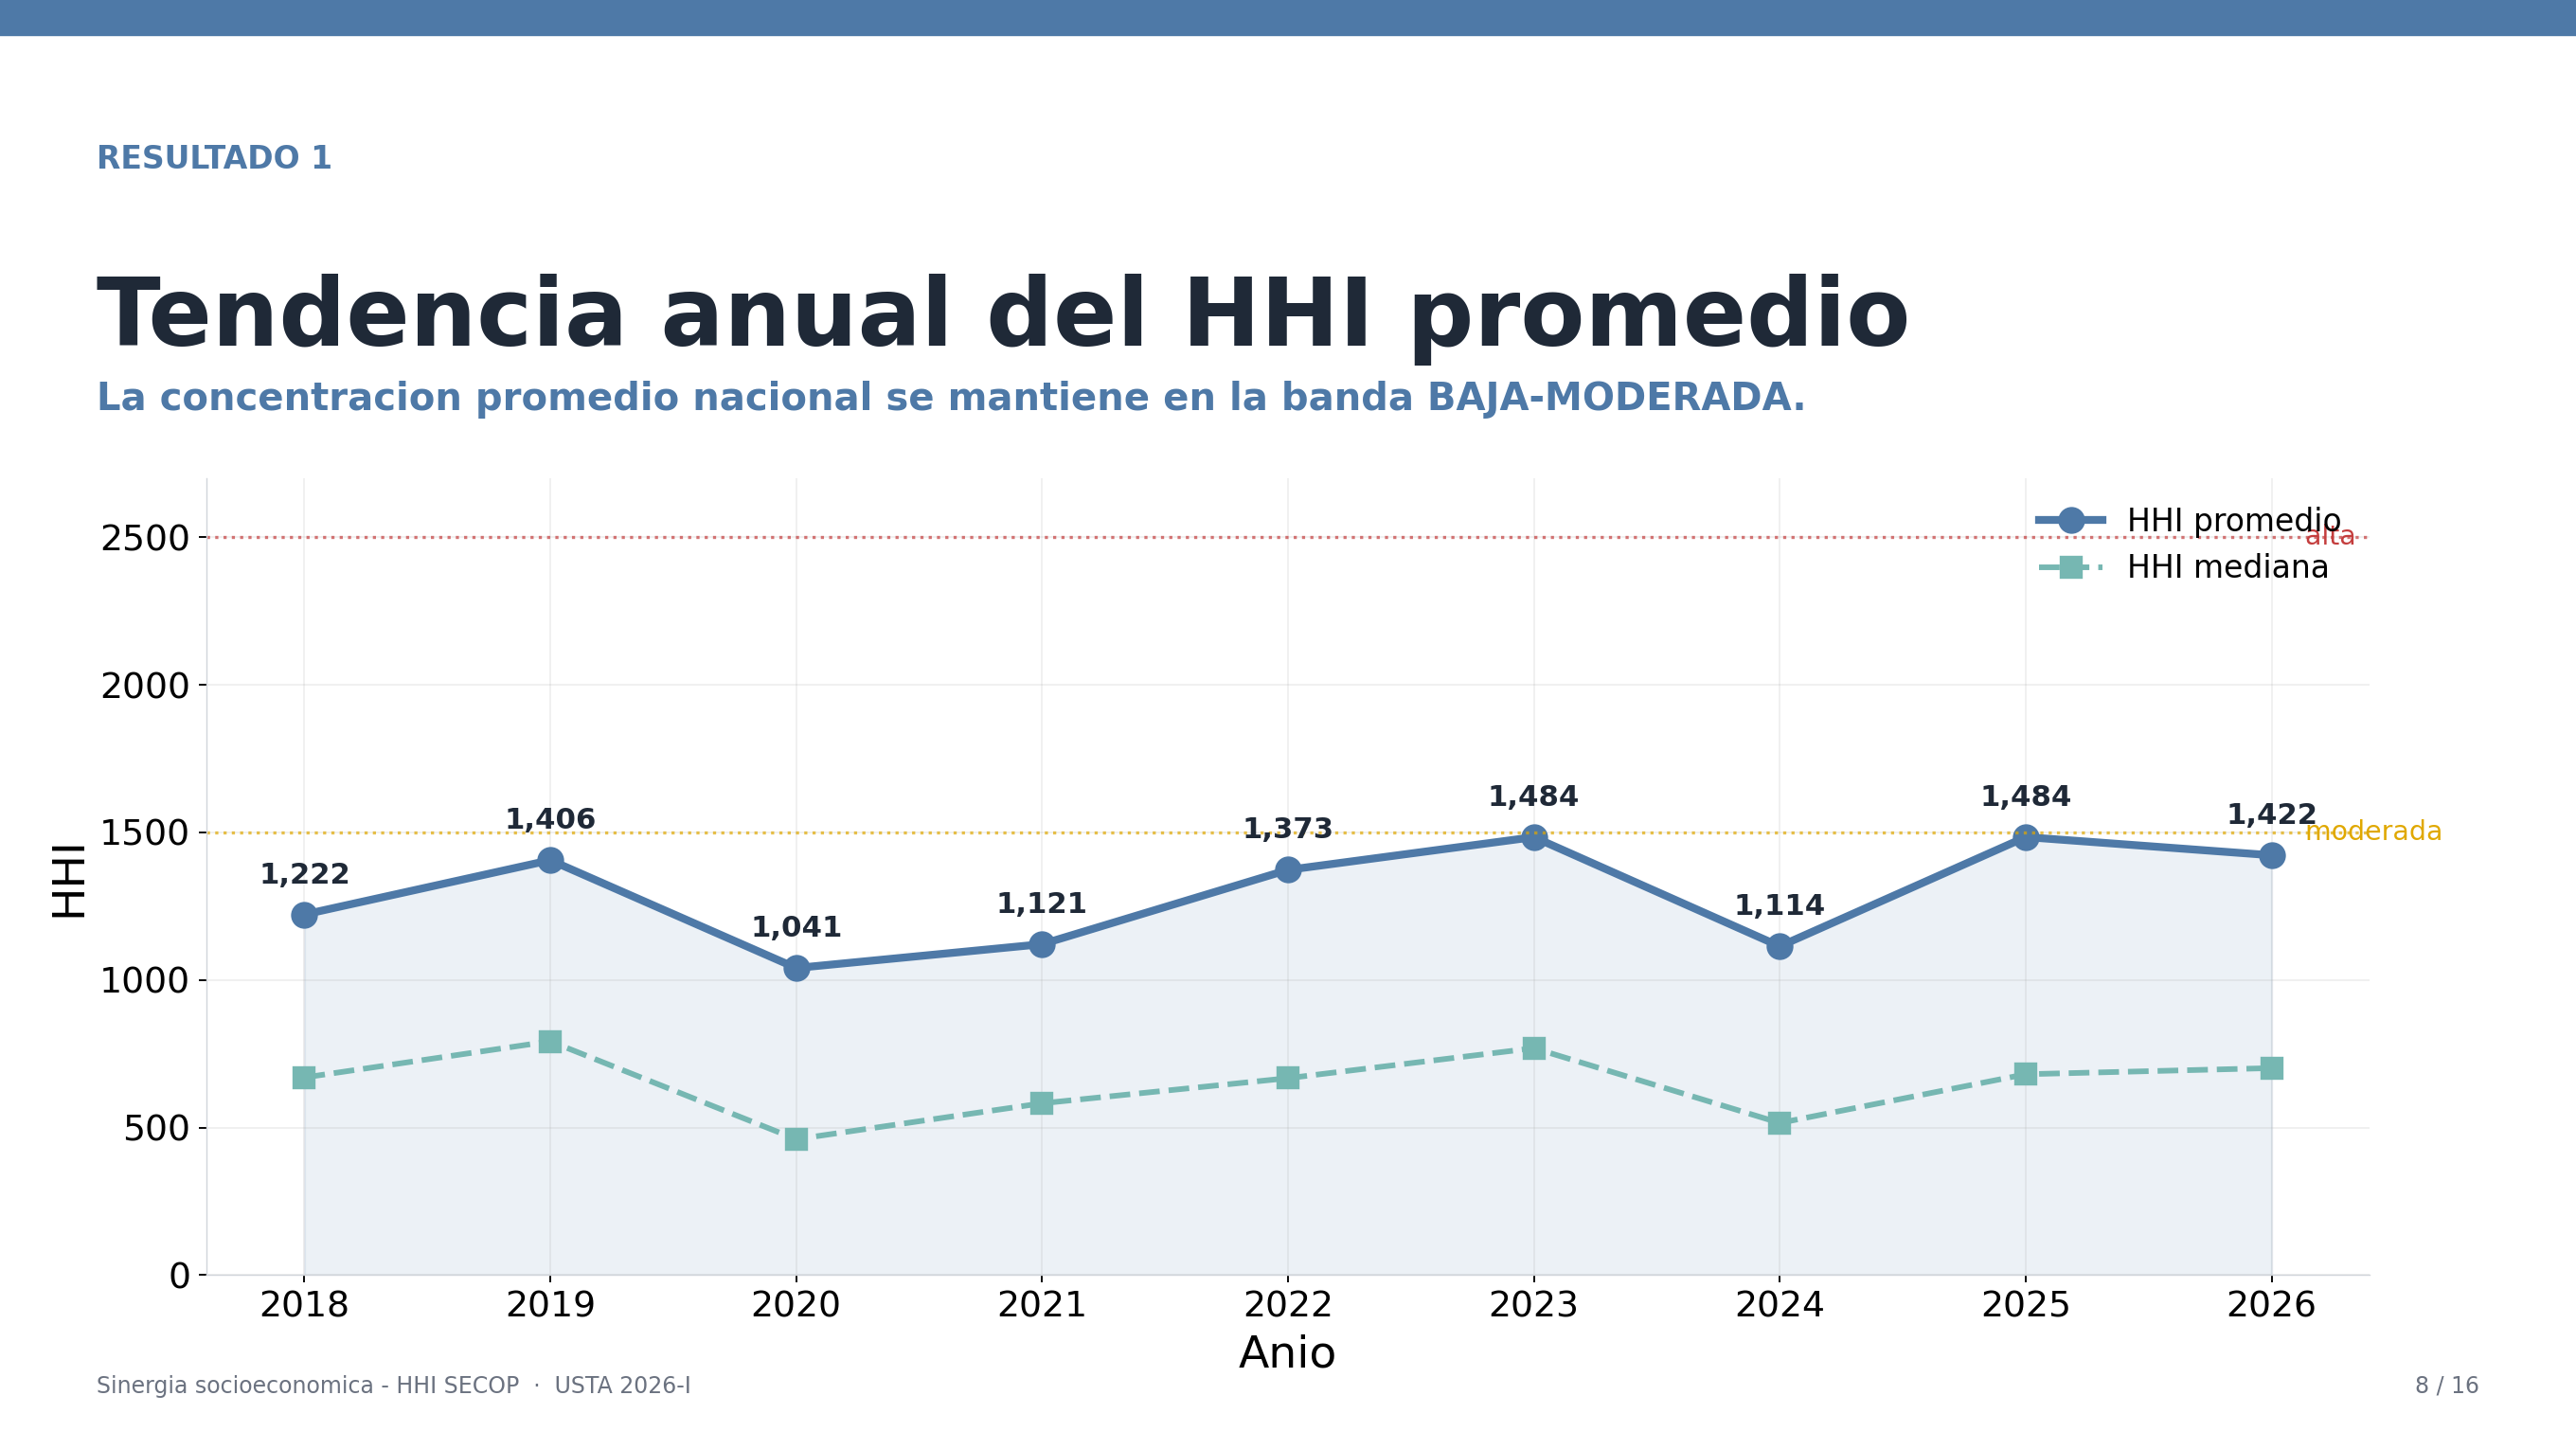 RESULTADO 1
Tendencia anual del HHI promedio
La concentracion promedio nacional se mantiene en la banda BAJA-MODERADA.
HHI promedio
alta
HHI mediana
2500
2000
1500
1000
500
0
HHI
1,222
1,406
1,041
1,121
1,373
1,484
1,114
1,484
1,422
moderada
2018 2019 2020 2021 2022 2023 2024 2025 2026
Anio
Sinergia socioeconomica - HHI SECOP · USTA 2026-I
8 / 16